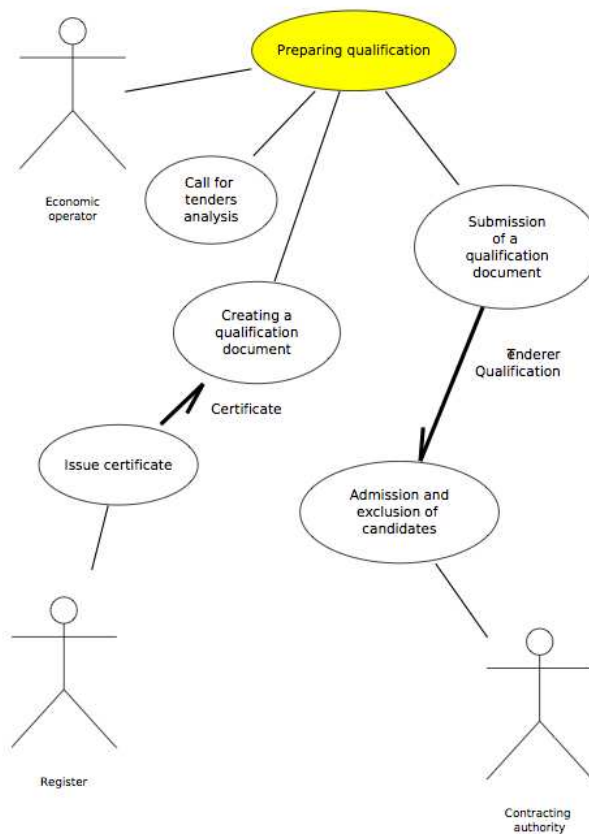 Preparing qualification
Economic
operator
Call for
tenders
analysis
Submission
of a
qualification
document
Creating a
qualification
document
Tenderer
Qualification
Certificate
Issue certificate
Admission and
exclusion of
candidates
Register
Contracting
authority